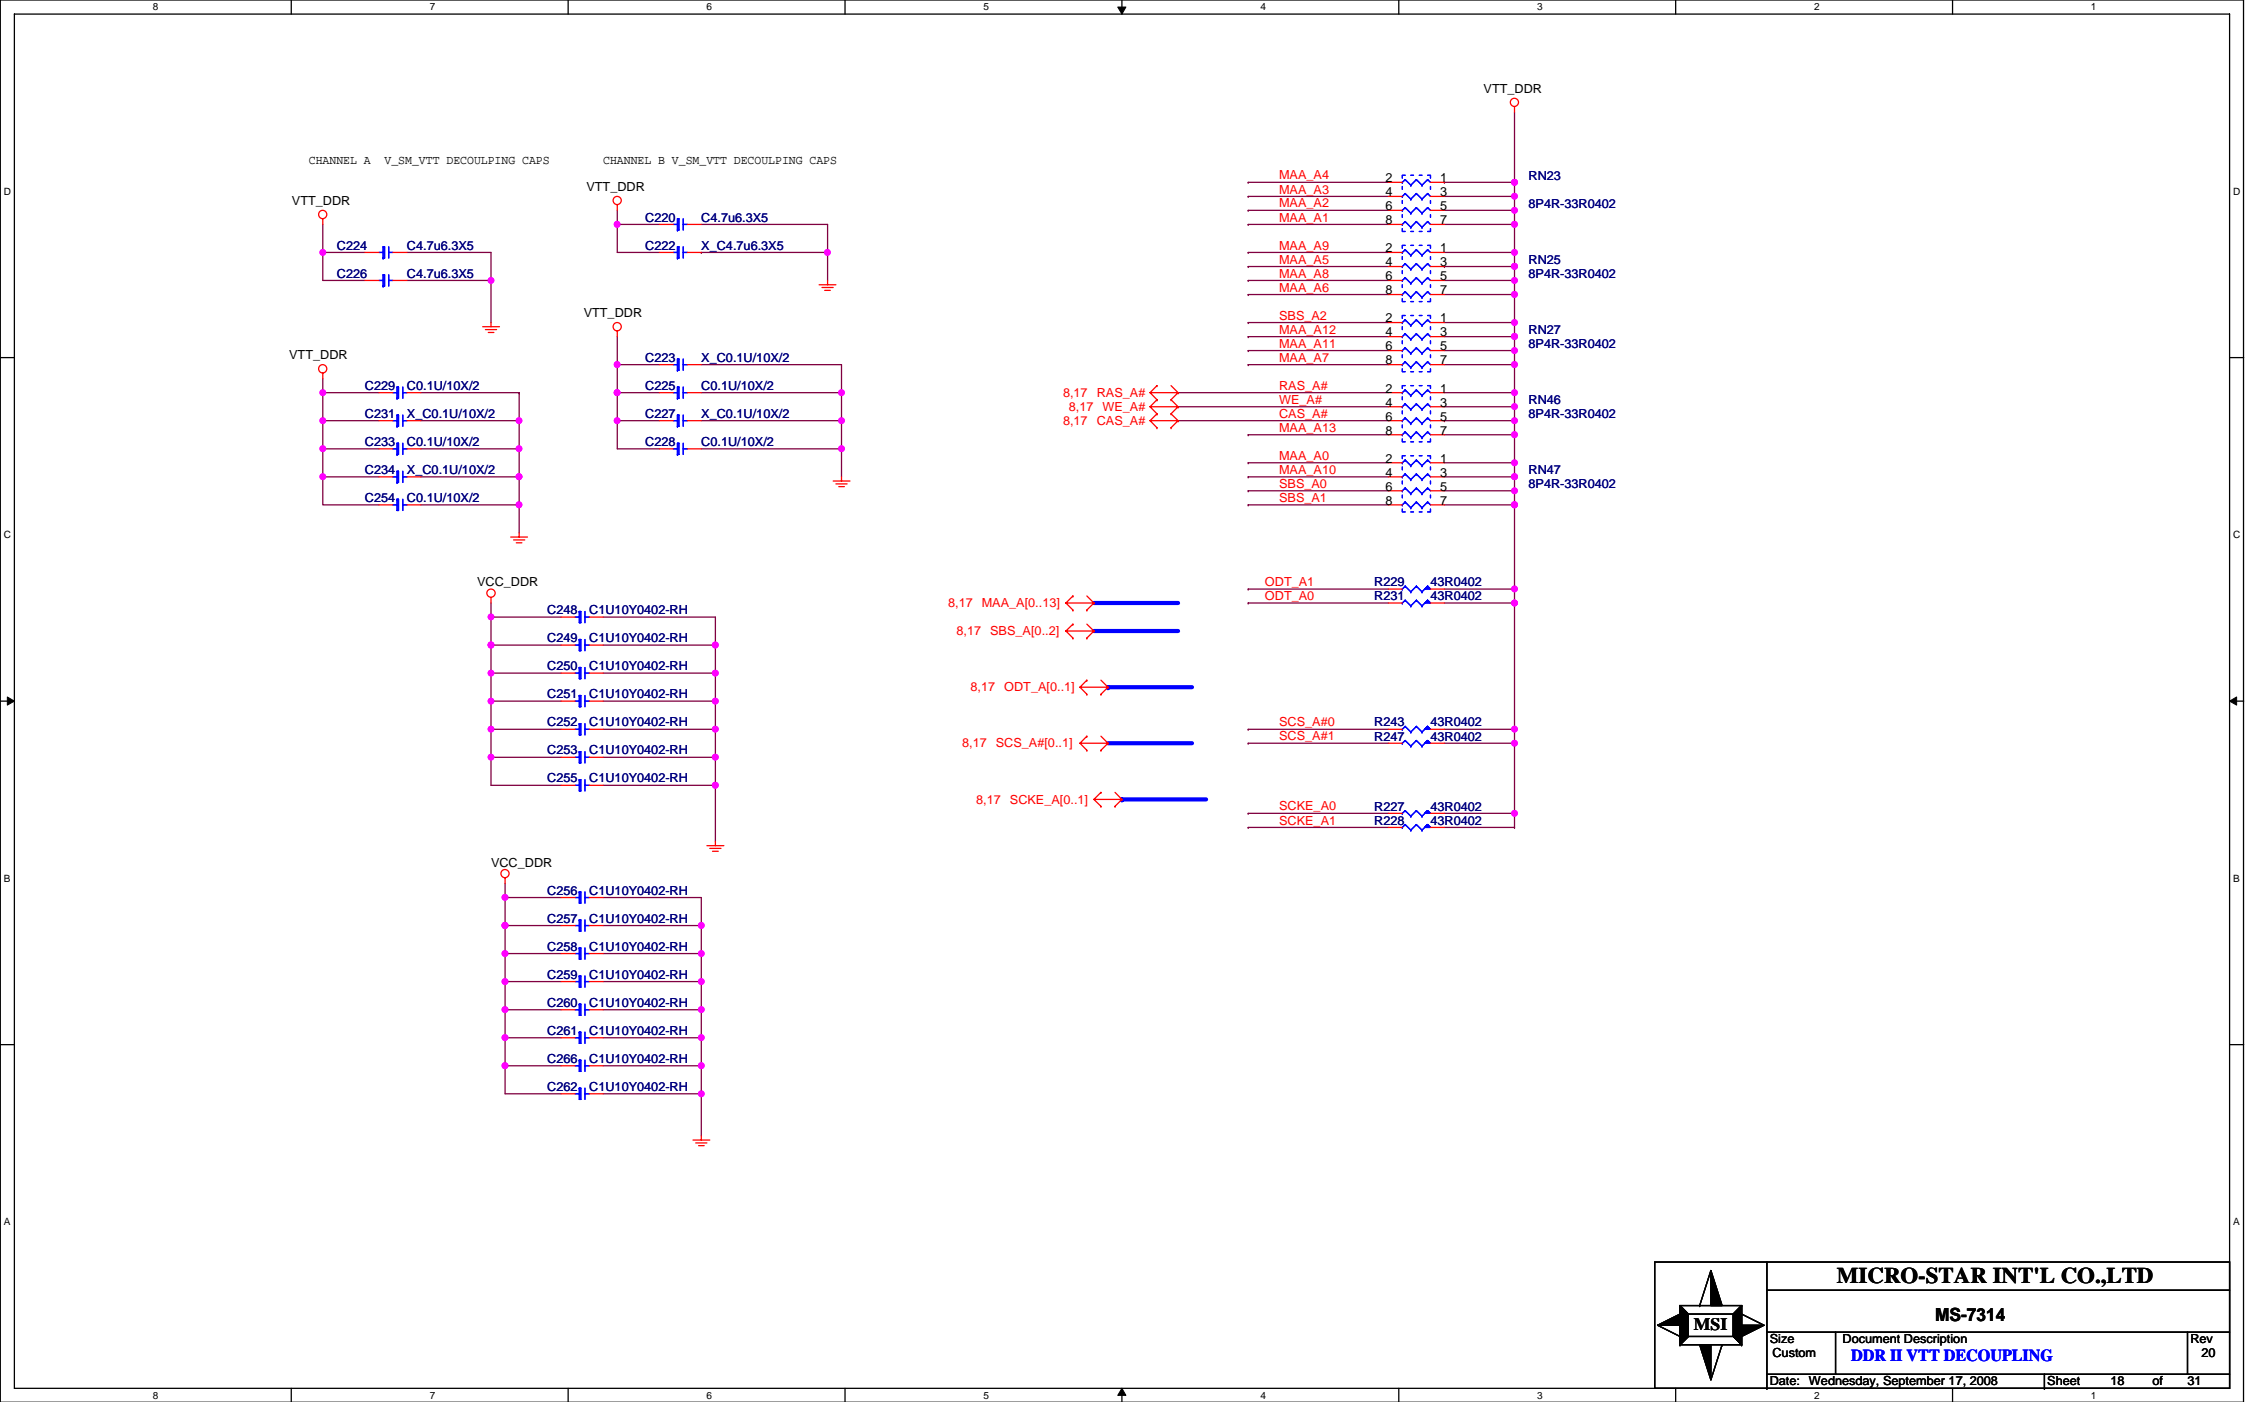 8 7 6 5 4 3 2 1
D
D
C
C
B
B
A
A
CHANNEL A V_SM_VTT DECOULPING CAPS
VTT_DDR
C224 C4.7u6.3X5
C226 C4.7u6.3X5
VTT_DDR
C229 C0.1U/10X/2
C231 X_C0.1U/10X/2
C233 C0.1U/10X/2
C234 X_C0.1U/10X/2
C254 C0.1U/10X/2
CHANNEL B V_SM_VTT DECOULPING CAPS
VTT_DDR
C220 C4.7u6.3X5
C222 X_C4.7u6.3X5
VTT_DDR
C223 X_C0.1U/10X/2
C225 C0.1U/10X/2
C227 X_C0.1U/10X/2
C228 C0.1U/10X/2
VCC_DDR
C248 C1U10Y0402-RH
C249 C1U10Y0402-RH
C250 C1U10Y0402-RH
C251 C1U10Y0402-RH
C252 C1U10Y0402-RH
C253 C1U10Y0402-RH
C255 C1U10Y0402-RH
VCC_DDR
C256 C1U10Y0402-RH
C257 C1U10Y0402-RH
C258 C1U10Y0402-RH
C259 C1U10Y0402-RH
C260 C1U10Y0402-RH
C261 C1U10Y0402-RH
C266 C1U10Y0402-RH
C262 C1U10Y0402-RH
8,17 RAS_A#
8,17 WE_A#
8,17 CAS_A#
8,17 MAA_A[0..13]
8,17 SBS_A[0..2]
8,17 ODT_A[0..1]
8,17 SCS_A#[0..1]
8,17 SCKE_A[0..1]
VTT_DDR
MAA_A4 2 1
MAA_A3 4 3
MAA_A2 6 5
MAA_A1 8 7
RN23
8P4R-33R0402
MAA_A9 2 1
MAA_A5 4 3
MAA_A8 6 5
MAA_A6 8 7
RN25
8P4R-33R0402
SBS_A2 2 1
MAA_A12 4 3
MAA_A11 6 5
MAA_A7 8 7
RN27
8P4R-33R0402
RAS_A# 2 1
WE_A# 4 3
CAS_A# 6 5
MAA_A13 8 7
RN46
8P4R-33R0402
MAA_A0 2 1
MAA_A10 4 3
SBS_A0 6 5
SBS_A1 8 7
RN47
8P4R-33R0402
ODT_A1 R229 43R0402
ODT_A0 R231 43R0402
SCS_A#0 R243 43R0402
SCS_A#1 R247 43R0402
SCKE_A0 R227 43R0402
SCKE_A1 R228 43R0402
MSI
MICRO-STAR INT'L CO.,LTD
MS-7314
Size
Custom
Document Description
DDR II VTT DECOUPLING
Rev
20
Date: Wednesday, September 17, 2008
Sheet 18 of 31
8 7 6 5 4 3 2 1